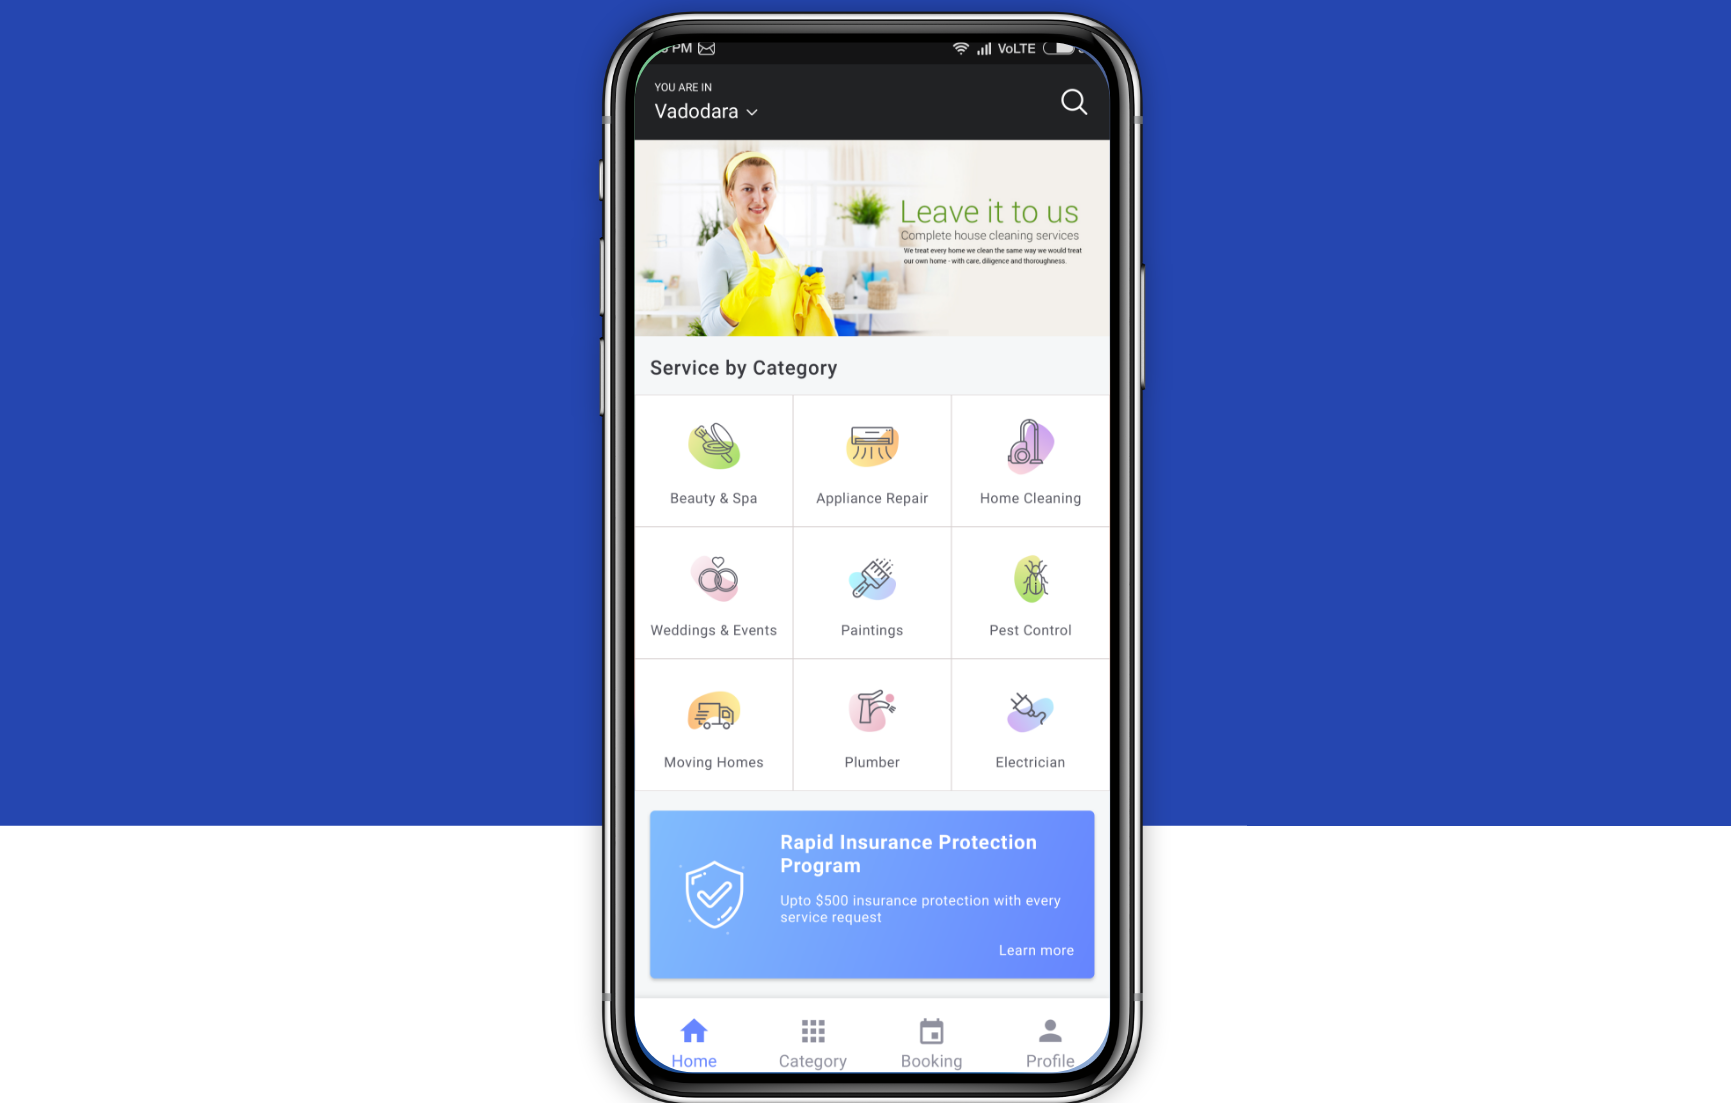 PM
VoLTE
YOU ARE IN
Vadodara
Leave it to us
Complete house cleaning services
We treat every home we clean the same way we would treat
our own home - with care, diligence and thoroughness.
Service by Category
Beauty & Spa
Appliance Repair
Home Cleaning
Weddings & Events
Paintings
Pest Control
Moving Homes
Plumber
Electrician
Rapid Insurance Protection
Program
Upto $500 insurance protection with every
service request
Learn more
Home
Category
Booking
Profile